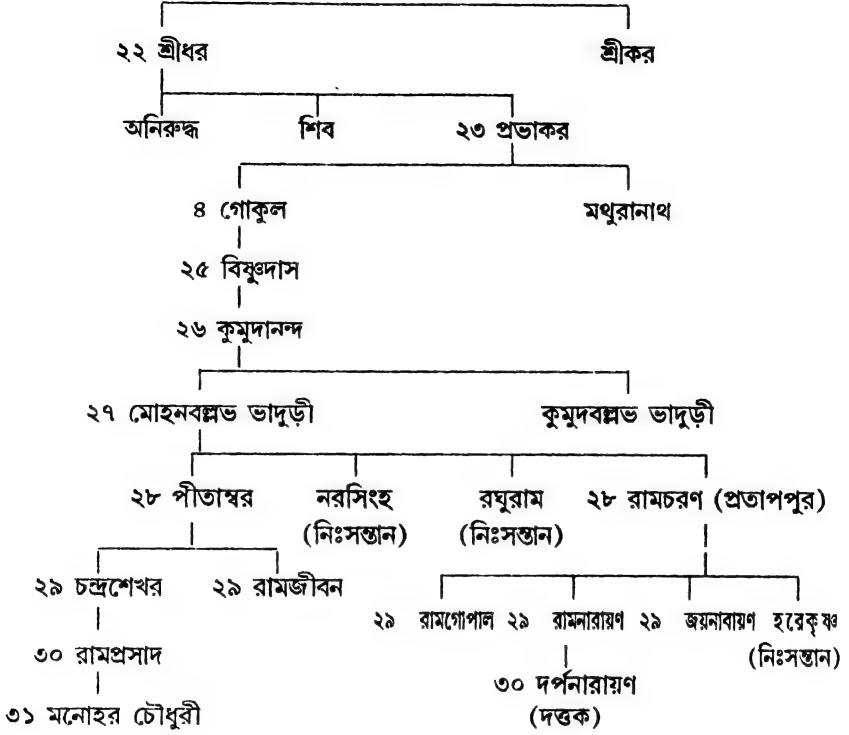 ২২ শ্রীধর শ্রীকর
অনিরুদ্ধ শিব ২৩ প্রভাকর
৪ গোকুল মথুরানাথ
২৫ বিষ্ণুদাস
২৬ কুমুদানন্দ
২৭ মোহনবল্লভ ভাদুড়ী কুমুদবল্লভ ভাদুড়ী
২৮ পীতাম্বর নরসিংহ রঘুরাম ২৮ রামচরণ (প্রতাপপুর)
(নিঃসন্তান) (নিঃসন্তান)
২৯ চন্দ্রশেখর ২৯ রামজীবন
২৯ রামগোপাল ২৯ রামনারায়ণ ২৯ জয়নাবায়ণ হরেকৃষ্ণ
(নিঃসন্তান)
৩০ রামপ্রসাদ
৩০ দর্পনারায়ণ
(দত্তক)
৩১ মনোহর চৌধুরী